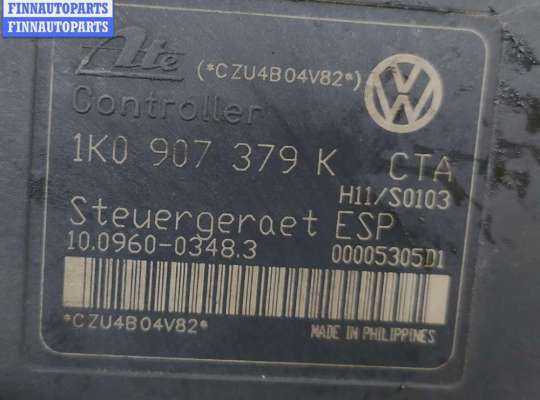 FINNAUTOPARTS
FINNAUTOPARTS
Ate (*CZU4B04V82*)
Controller
1K0 907 379 K CTA
H11/S0103
Steuergeraet ESP
10.0960-0348.3 00005305D1
*CZU4B04V82* MADE IN PHILIPPINES